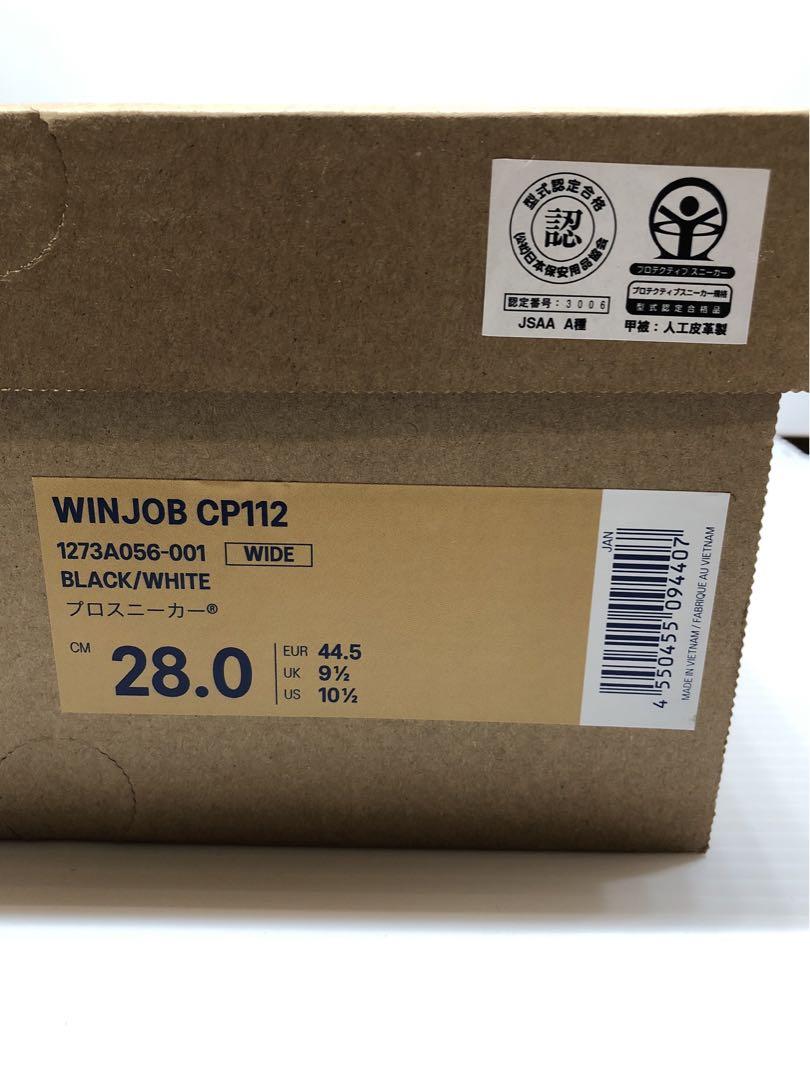 型式認定合格
認
(公社)日本保安用品協会
認定番号:3006
JSAA A種
プロテクティブ スニーカー
プロテクティブスニーカー規格
型式認定合格品
甲被:人工皮革製
WINJOB CP112
1273A056-001 WIDE
BLACK/WHITE
プロスニーカー®
CM 28.0
EUR 44.5
UK 9½
US 10½
JAN
4 550455 094407
MADE IN VIETNAM / FABRIQUE AU VIETNAM